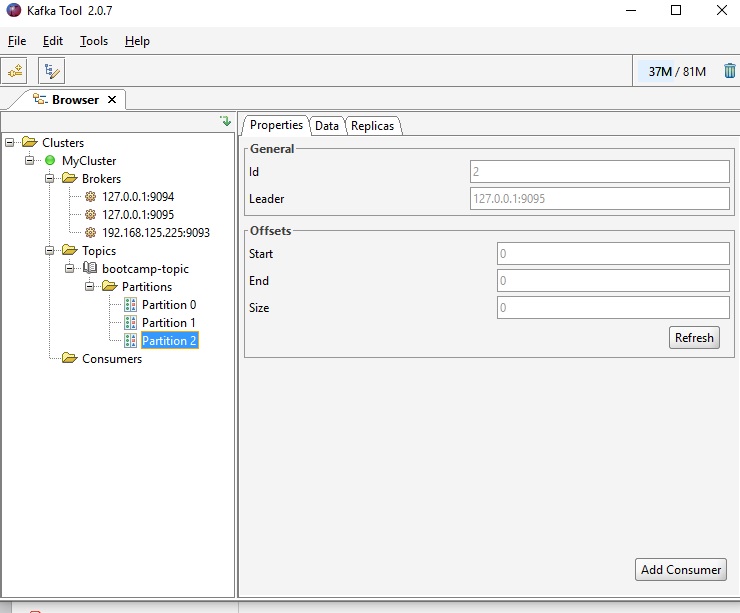 Kafka Tool 2.0.7
File Edit Tools Help
37M / 81M
Browser
Clusters
MyCluster
Brokers
127.0.0.1:9094
127.0.0.1:9095
192.168.125.225:9093
Topics
bootcamp-topic
Partitions
Partition 0
Partition 1
Partition 2
Consumers
Properties Data Replicas
General
Id 2
Leader 127.0.0.1:9095
Offsets
Start 0
End 0
Size 0
Refresh
Add Consumer